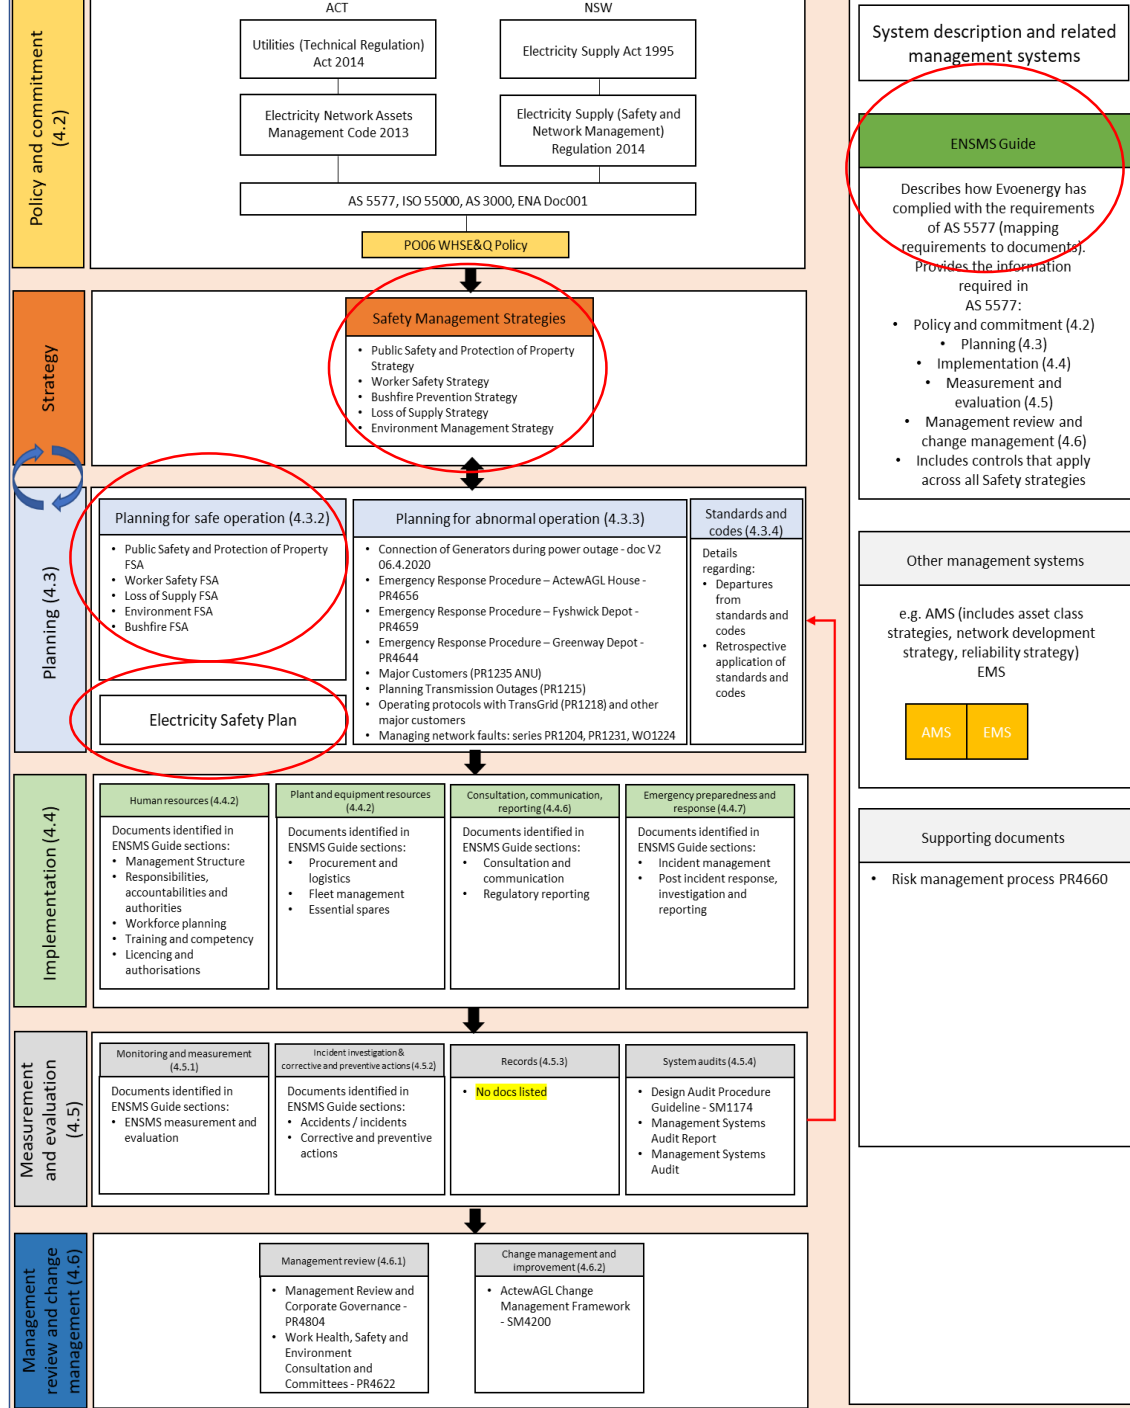 ACT
NSW
Policy and commitment
(4.2)
Utilities (Technical Regulation)
Act 2014
Electricity Supply Act 1995
Electricity Network Assets
Management Code 2013
Electricity Supply (Safety and
Network Management)
Regulation 2014
AS 5577, ISO 55000, AS 3000, ENA Doc001
PO06 WHSE&Q Policy
Strategy
Safety Management Strategies
• Public Safety and Protection of Property
Strategy
• Worker Safety Strategy
• Bushfire Prevention Strategy
• Loss of Supply Strategy
• Environment Management Strategy
Planning (4.3)
Planning for safe operation (4.3.2)
• Public Safety and Protection of Property
FSA
• Worker Safety FSA
• Loss of Supply FSA
• Environment FSA
• Bushfire FSA
Electricity Safety Plan
Planning for abnormal operation (4.3.3)
• Connection of Generators during power outage - doc V2
06.4.2020
• Emergency Response Procedure – ActewAGL House -
PR4656
• Emergency Response Procedure – Fyshwick Depot -
PR4659
• Emergency Response Procedure – Greenway Depot -
PR4644
• Major Customers (PR1235 ANU)
• Planning Transmission Outages (PR1215)
• Operating protocols with TransGrid (PR1218) and other
major customers
• Managing network faults: series PR1204, PR1231, WO1224
Standards and
codes (4.3.4)
Details
regarding:
• Departures
from
standards and
codes
• Retrospective
application of
standards and
codes
Implementation (4.4)
Human resources (4.4.2)
Documents identified in
ENSMS Guide sections:
• Management Structure
• Responsibilities,
accountabilities and
authorities
• Workforce planning
• Training and competency
• Licencing and
authorisations
Plant and equipment resources
(4.4.2)
Documents identified in
ENSMS Guide sections:
• Procurement and
logistics
• Fleet management
• Essential spares
Consultation, communication,
reporting (4.4.6)
Documents identified in
ENSMS Guide sections:
• Consultation and
communication
• Regulatory reporting
Emergency preparedness and
response (4.4.7)
Documents identified in
ENSMS Guide sections:
• Incident management
• Post incident response,
investigation and
reporting
Measurement
and evaluation
(4.5)
Monitoring and measurement
(4.5.1)
Documents identified in
ENSMS Guide sections:
• ENSMS measurement and
evaluation
Incident investigation &
corrective and preventive actions (4.5.2)
Documents identified in
ENSMS Guide sections:
• Accidents / incidents
• Corrective and preventive
actions
Records (4.5.3)
• No docs listed
System audits (4.5.4)
• Design Audit Procedure
Guideline - SM1174
• Management Systems
Audit Report
• Management Systems
Audit
Management
review and change
management (4.6)
Management review (4.6.1)
• Management Review and
Corporate Governance -
PR4804
• Work Health, Safety and
Environment
Consultation and
Committees - PR4622
Change management and
improvement (4.6.2)
• ActewAGL Change
Management Framework
- SM4200
System description and related
management systems
ENSMS Guide
Describes how Evoenergy has
complied with the requirements
of AS 5577 (mapping
requirements to documents).
Provides the information
required in
AS 5577:
• Policy and commitment (4.2)
• Planning (4.3)
• Implementation (4.4)
• Measurement and
evaluation (4.5)
• Management review and
change management (4.6)
• Includes controls that apply
across all Safety strategies
Other management systems
e.g. AMS (includes asset class
strategies, network development
strategy, reliability strategy)
EMS
AMS
EMS
Supporting documents
• Risk management process PR4660